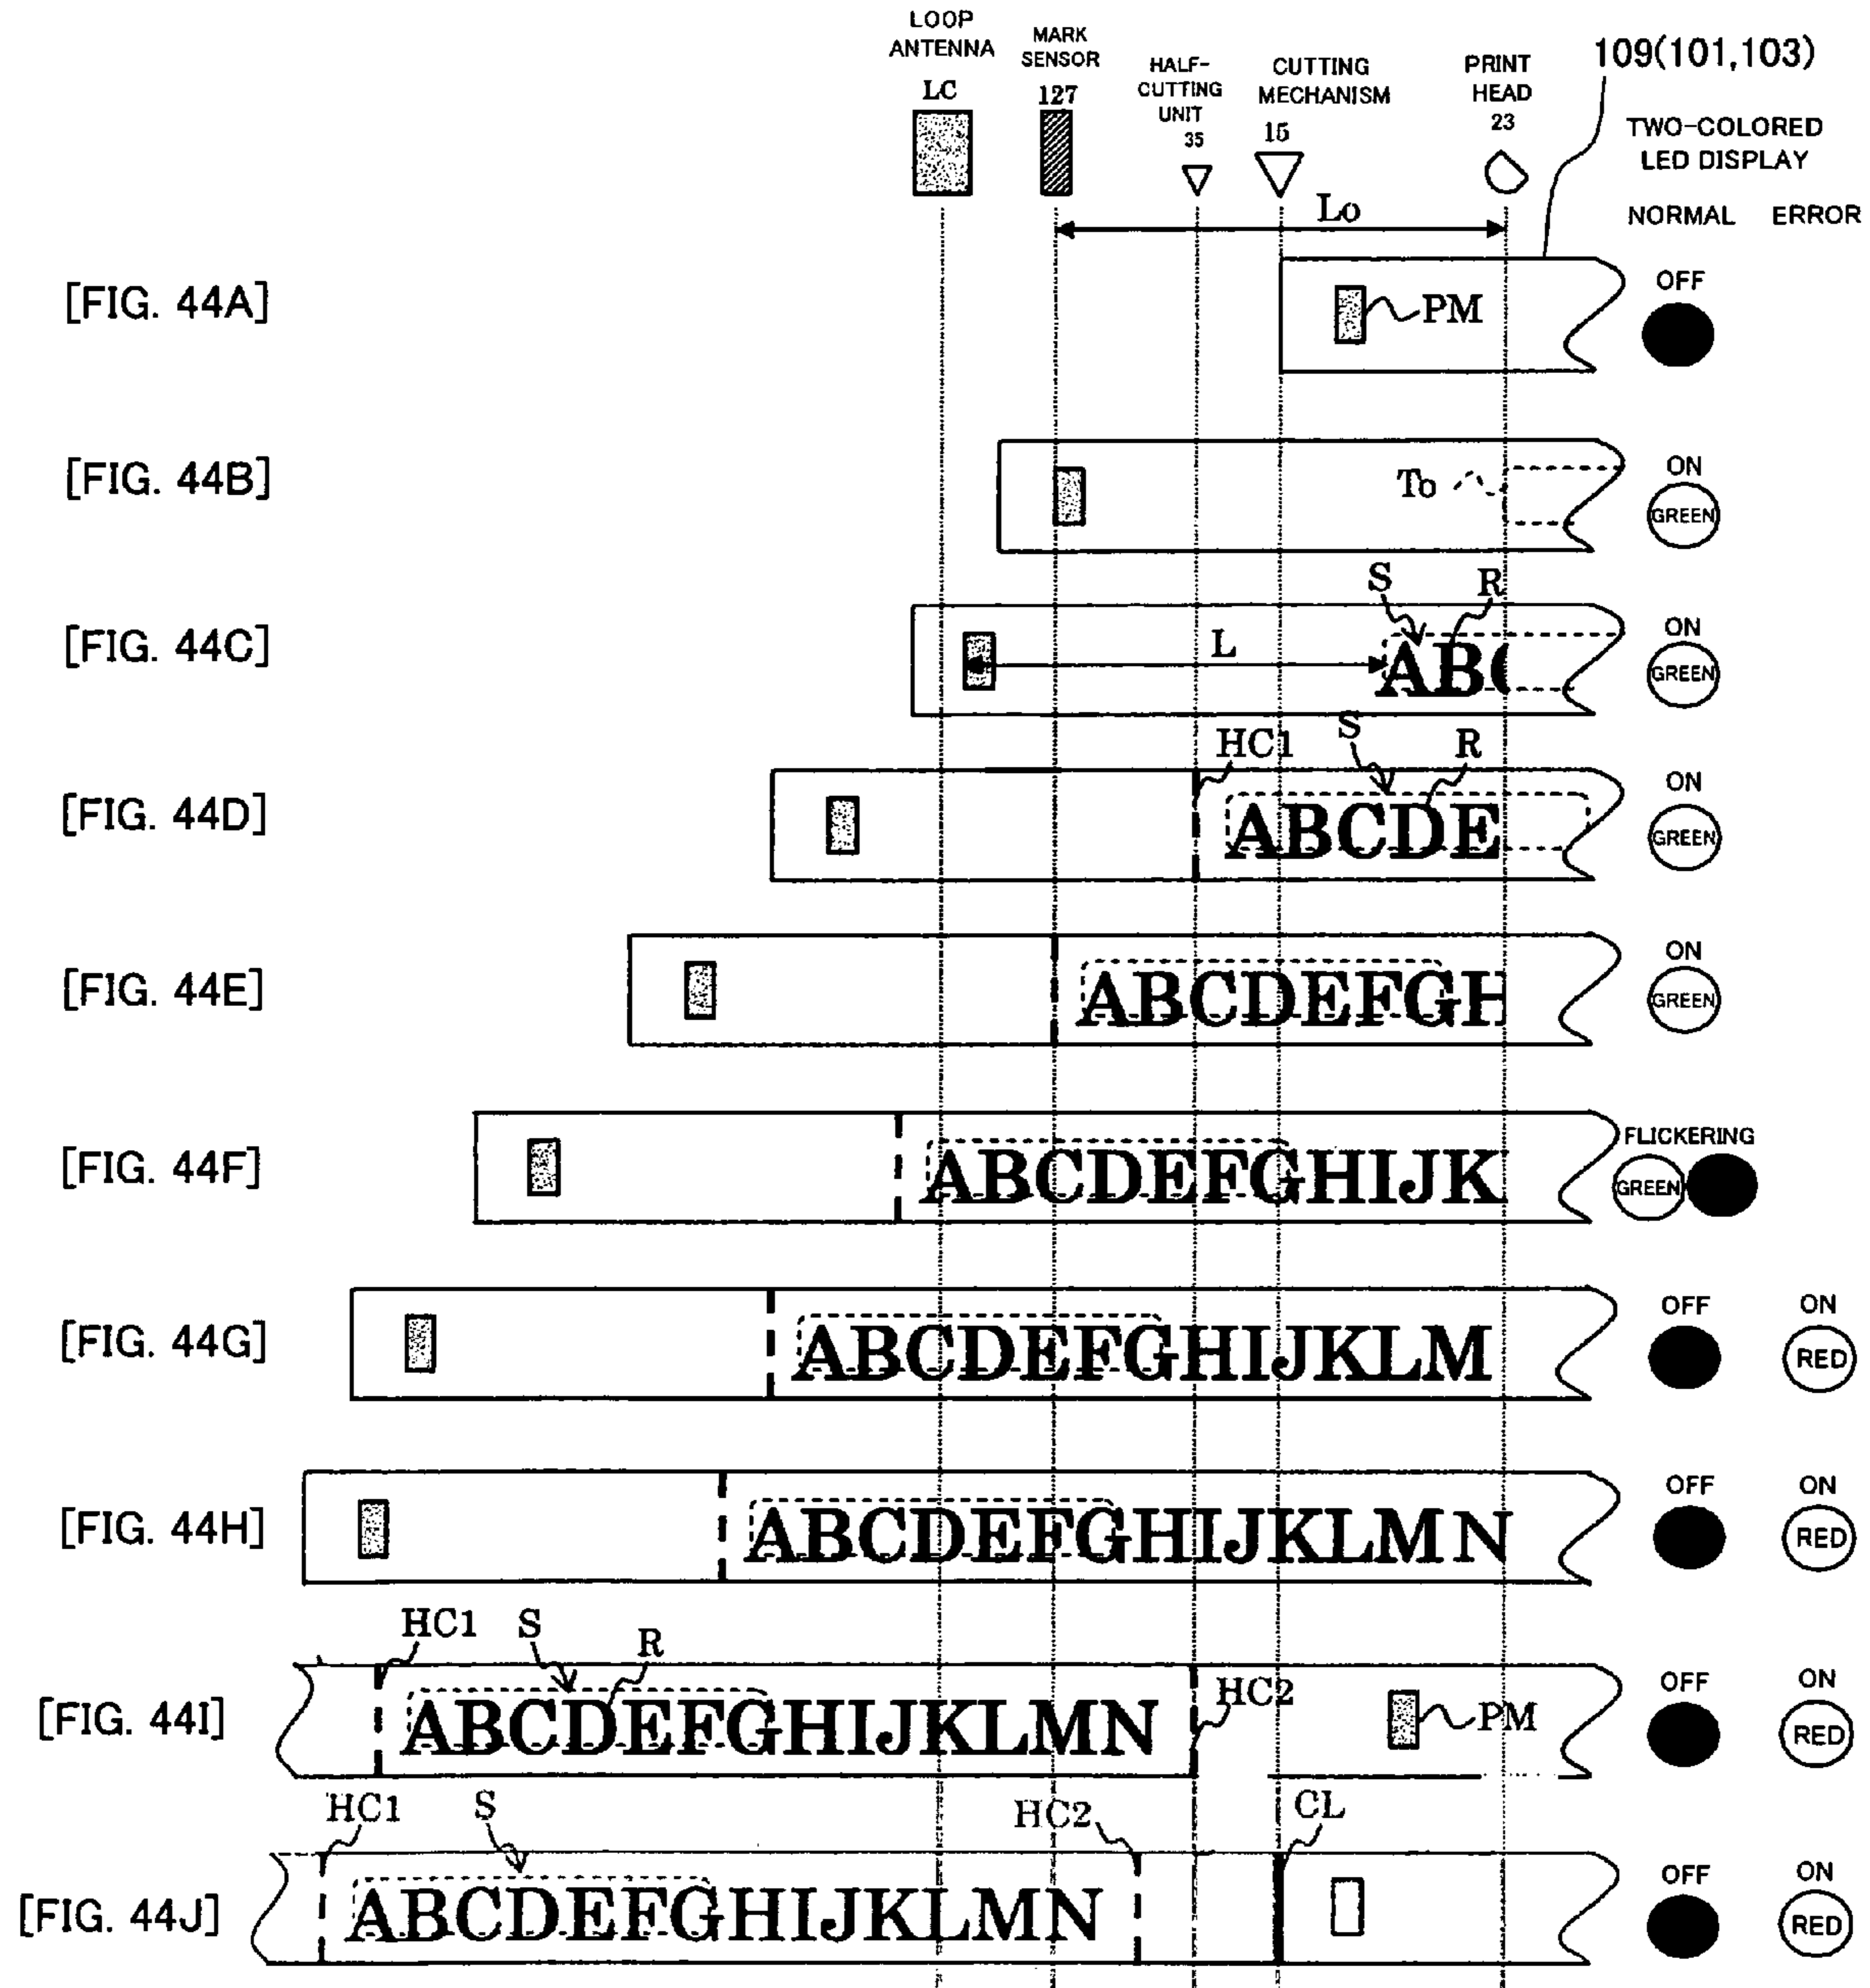 LOOP
ANTENNA
LC
MARK
SENSOR
127
HALF-
CUTTING
UNIT
35
CUTTING
MECHANISM
15
PRINT
HEAD
23
109(101,103)
TWO-COLORED
LED DISPLAY
NORMAL ERROR
Lo
[FIG. 44A]
PM
OFF
[FIG. 44B]
To
ON
GREEN
[FIG. 44C]
S R
L
AB(
ON
GREEN
[FIG. 44D]
HC1 S R
ABCDE
ON
GREEN
[FIG. 44E]
ABCDEFGH
ON
GREEN
[FIG. 44F]
ABCDEFGHIJK
FLICKERING
GREEN
[FIG. 44G]
ABCDEFGHIJKLM
OFF ON
RED
[FIG. 44H]
ABCDEFGHIJKLMN
OFF ON
RED
[FIG. 44I]
HC1 S R
ABCDEFGHIJKLMN
HC2
PM
OFF ON
RED
[FIG. 44J]
HC1 S HC2 CL
ABCDEFGHIJKLMN
OFF ON
RED